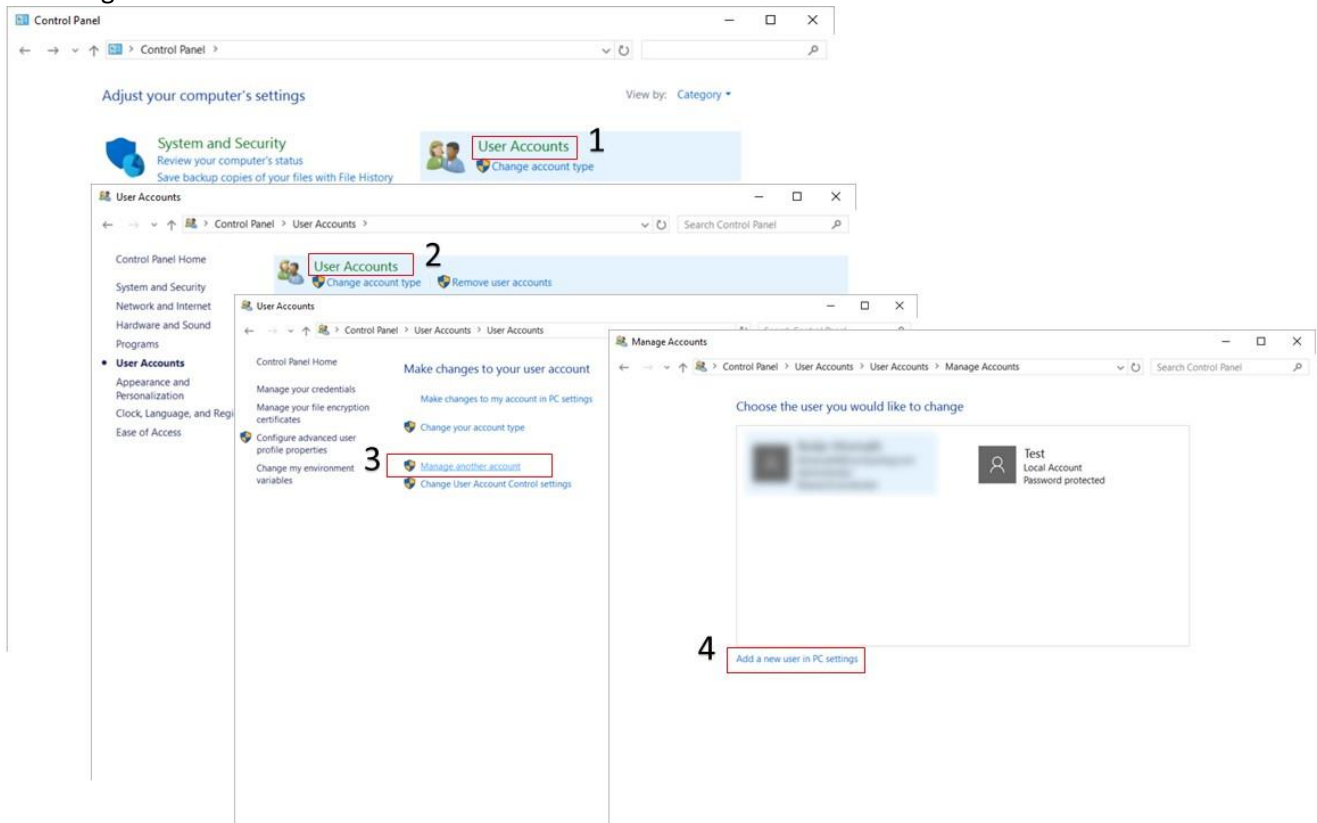 Control Panel
Control Panel
Adjust your computer's settings
View by: Category
System and Security
Review your computer's status
Save backup copies of your files with File History
User Accounts
1
Change account type
User Accounts
Control Panel > User Accounts >
Search Control Panel
Control Panel Home
System and Security
Network and Internet
Hardware and Sound
Programs
User Accounts
Appearance and
Personalization
Clock, Language, and Regi
Ease of Access
User Accounts
2
Change account type
Remove user accounts
User Accounts
Control Panel > User Accounts > User Accounts
Control Panel Home
Manage your credentials
Manage your file encryption
certificates
Configure advanced user
profile properties
Change my environment
variables
Make changes to your user account
Make changes to my account in PC settings
Change your account type
3
Manage another account
Change User Account Control settings
Manage Accounts
Control Panel > User Accounts > User Accounts > Manage Accounts
Search Control Panel
Choose the user you would like to change
Test
Local Account
Password protected
4
Add a new user in PC settings